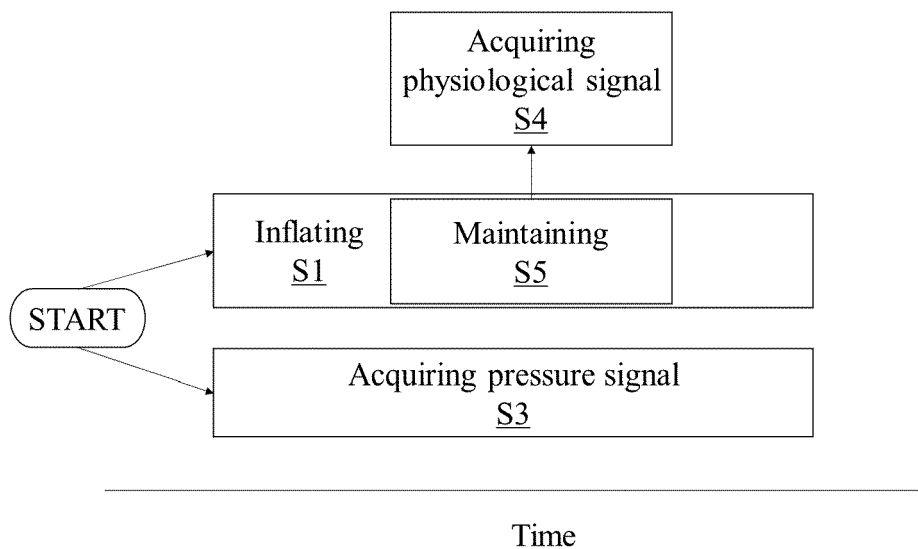 Acquiring
physiological signal
S4
Inflating
S1
Maintaining
S5
START
Acquiring pressure signal
S3
Time